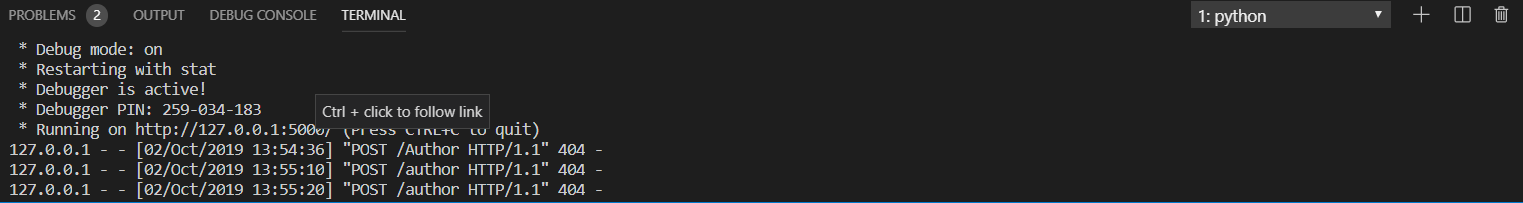 PROBLEMS 2 OUTPUT DEBUG CONSOLE TERMINAL 1: python
* Debug mode: on
* Restarting with stat
* Debugger is active!
* Debugger PIN: 259-034-183
Ctrl + click to follow link
* Running on http://127.0.0.1:5000/ (Press CTRL+C to quit)
127.0.0.1 - - [02/Oct/2019 13:54:36] "POST /Author HTTP/1.1" 404 -
127.0.0.1 - - [02/Oct/2019 13:55:10] "POST /author HTTP/1.1" 404 -
127.0.0.1 - - [02/Oct/2019 13:55:20] "POST /author HTTP/1.1" 404 -